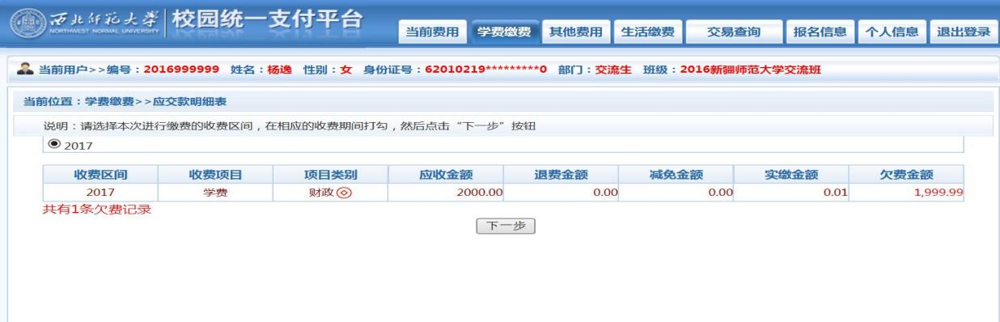 西北师范大学 校园统一支付平台
NORTHWEST NORMAL UNIVERSITY
当前费用 学费缴费 其他费用 生活缴费 交易查询 报名信息 个人信息 退出登录
当前用户>>编号：2016999999 姓名：杨逸 性别：女 身份证号：62010219*********0 部门：交流生 班级：2016新疆师范大学交流班
当前位置：学费缴费>>应交款明细表
说明：请选择本次进行缴费的收费区间，在相应的收费期间打勾，然后点击“下一步”按钮
2017
收费区间 收费项目 项目类别 应收金额 退费金额 减免金额 实缴金额 欠费金额
2017 学费 财政 2000.00 0.00 0.00 0.01 1,999.99
共有1条欠费记录
下一步